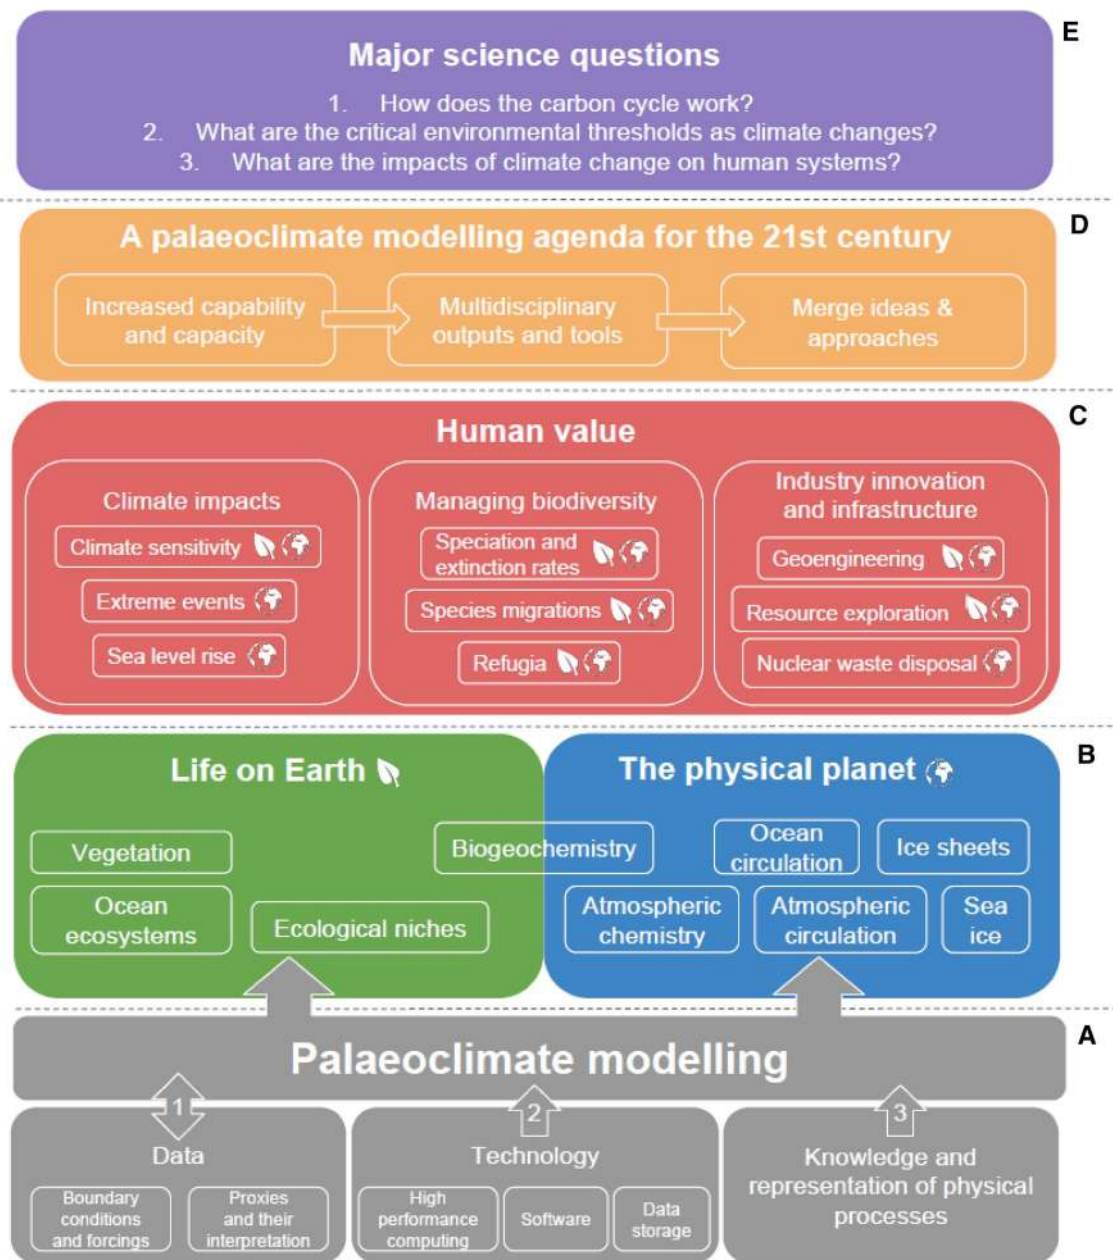 E
Major science questions
1. How does the carbon cycle work?
2. What are the critical environmental thresholds as climate changes?
3. What are the impacts of climate change on human systems?
D
A palaeoclimate modelling agenda for the 21st century
Increased capability
and capacity
Multidisciplinary
outputs and tools
Merge ideas &
approaches
C
Human value
Climate impacts
Climate sensitivity
Extreme events
Sea level rise
Managing biodiversity
Speciation and
extinction rates
Species migrations
Refugia
Industry innovation
and infrastructure
Geoengineering
Resource exploration
Nuclear waste disposal
B
Life on Earth
Vegetation
Ocean
ecosystems
Ecological niches
Biogeochemistry
The physical planet
Ocean
circulation
Ice sheets
Atmospheric
chemistry
Atmospheric
circulation
Sea
ice
A
Palaeoclimate modelling
1
Data
Boundary
conditions
and forcings
Proxies
and their
interpretation
2
Technology
High
performance
computing
Software
Data
storage
3
Knowledge and
representation of physical
processes